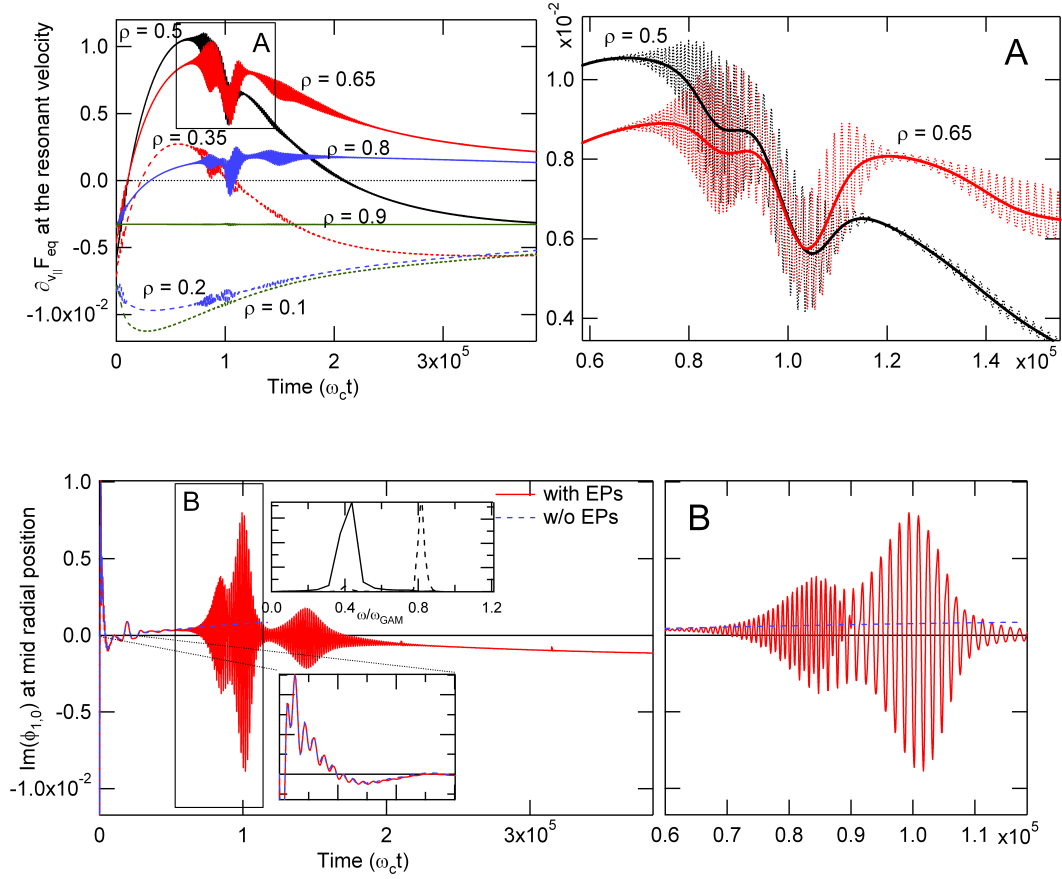 ρ = 0.5
A
ρ = 0.65
ρ = 0.35
ρ = 0.8
ρ = 0.9
ρ = 0.2
ρ = 0.1
1.0
0.5
0.0
-0.5
-1.0x10⁻²
∂v|| Feq at the resonant velocity
0
1
2
3x10⁵
Time (ωct)
x10⁻²
ρ = 0.5
A
ρ = 0.65
1.0
0.8
0.6
0.4
0.6
0.8
1.0
1.2
1.4
x10⁵
1.0
0.5
0.0
-0.5
-1.0x10⁻²
Im(ϕ1,0) at mid radial position
B
with EPs
w/o EPs
0.0
0.4
0.8
1.2
ω/ωGAM
0
1
2
3x10⁵
Time (ωct)
B
0.6
0.7
0.8
0.9
1.0
1.1
x10⁵